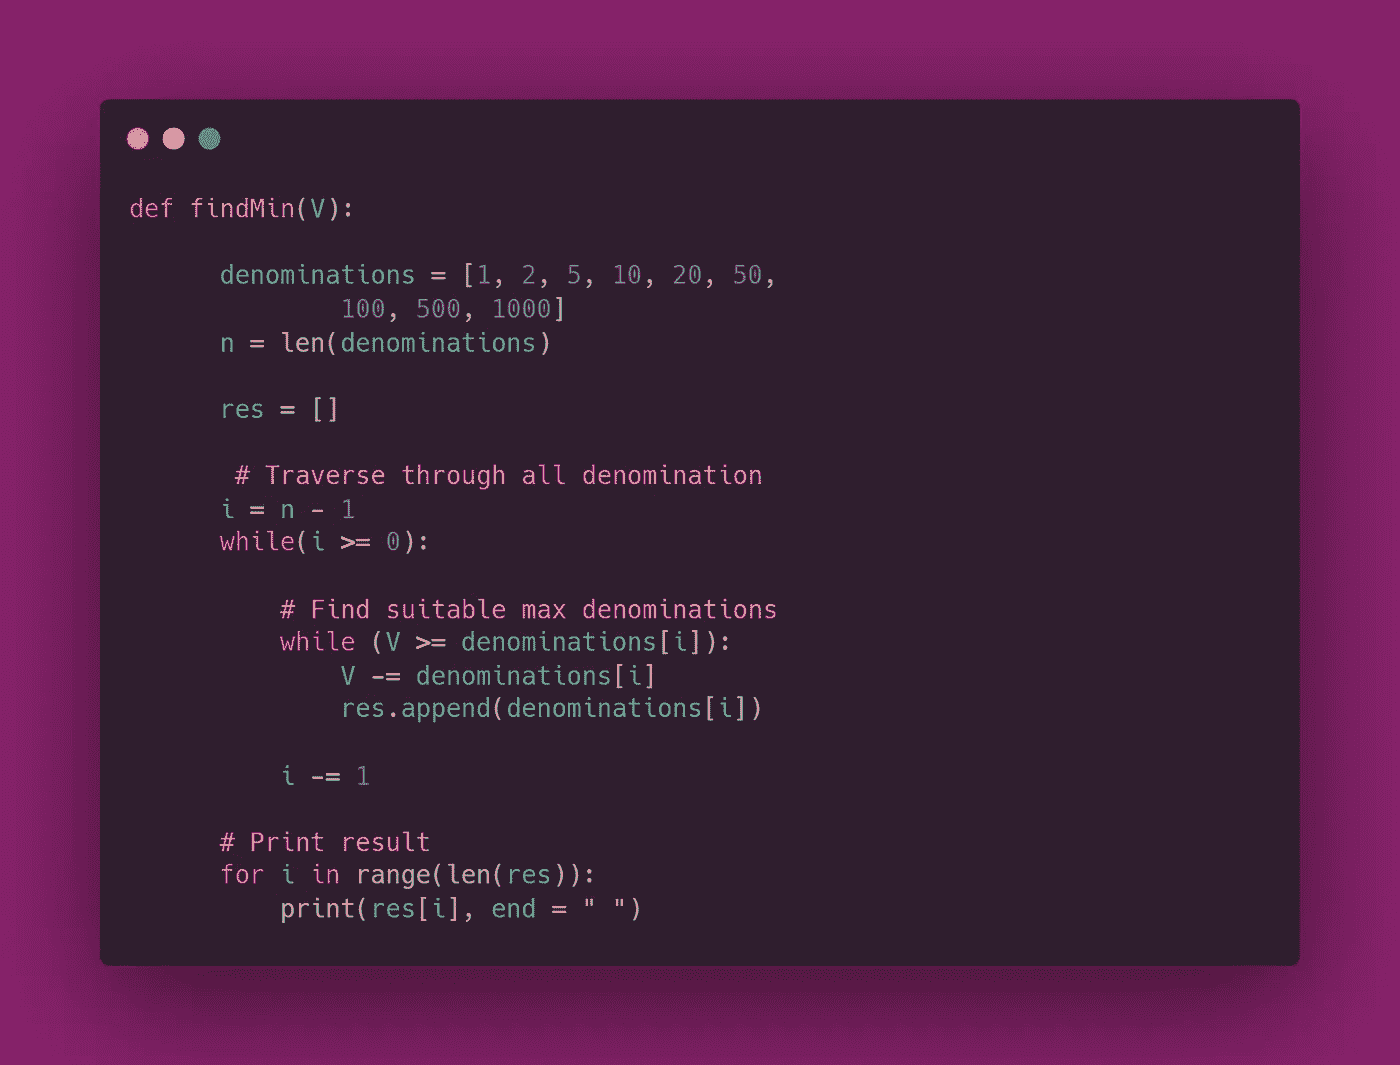 def findMin(V):
denominations = [1, 2, 5, 10, 20, 50,
100, 500, 1000]
n = len(denominations)
res = []
# Traverse through all denomination
i = n - 1
while(i >= 0):
# Find suitable max denominations
while (V >= denominations[i]):
V -= denominations[i]
res.append(denominations[i])
i -= 1
# Print result
for i in range(len(res)):
print(res[i], end = " ")